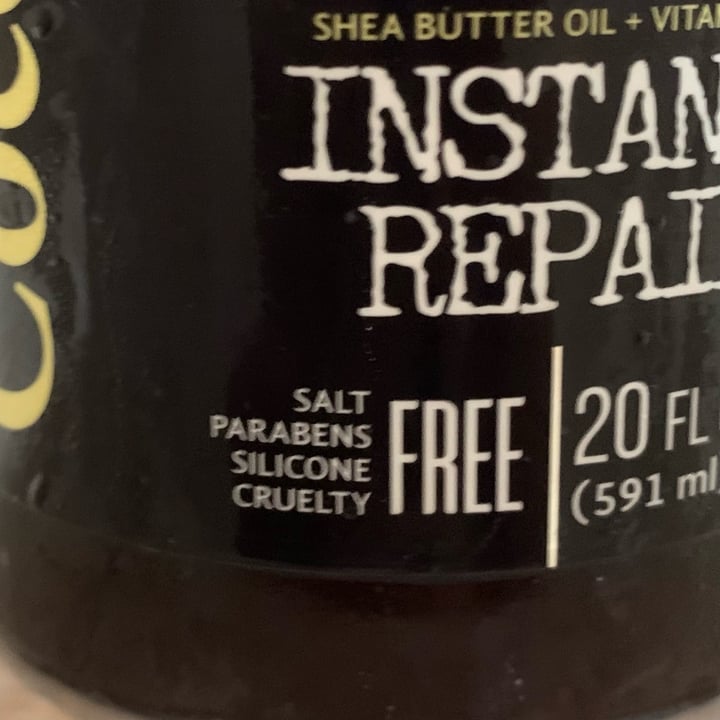 SHEA BUTTER OIL + VITA
INSTAN
REPAI
SALT
PARABENS
SILICONE
CRUELTY
FREE
20 FL
(591 ml